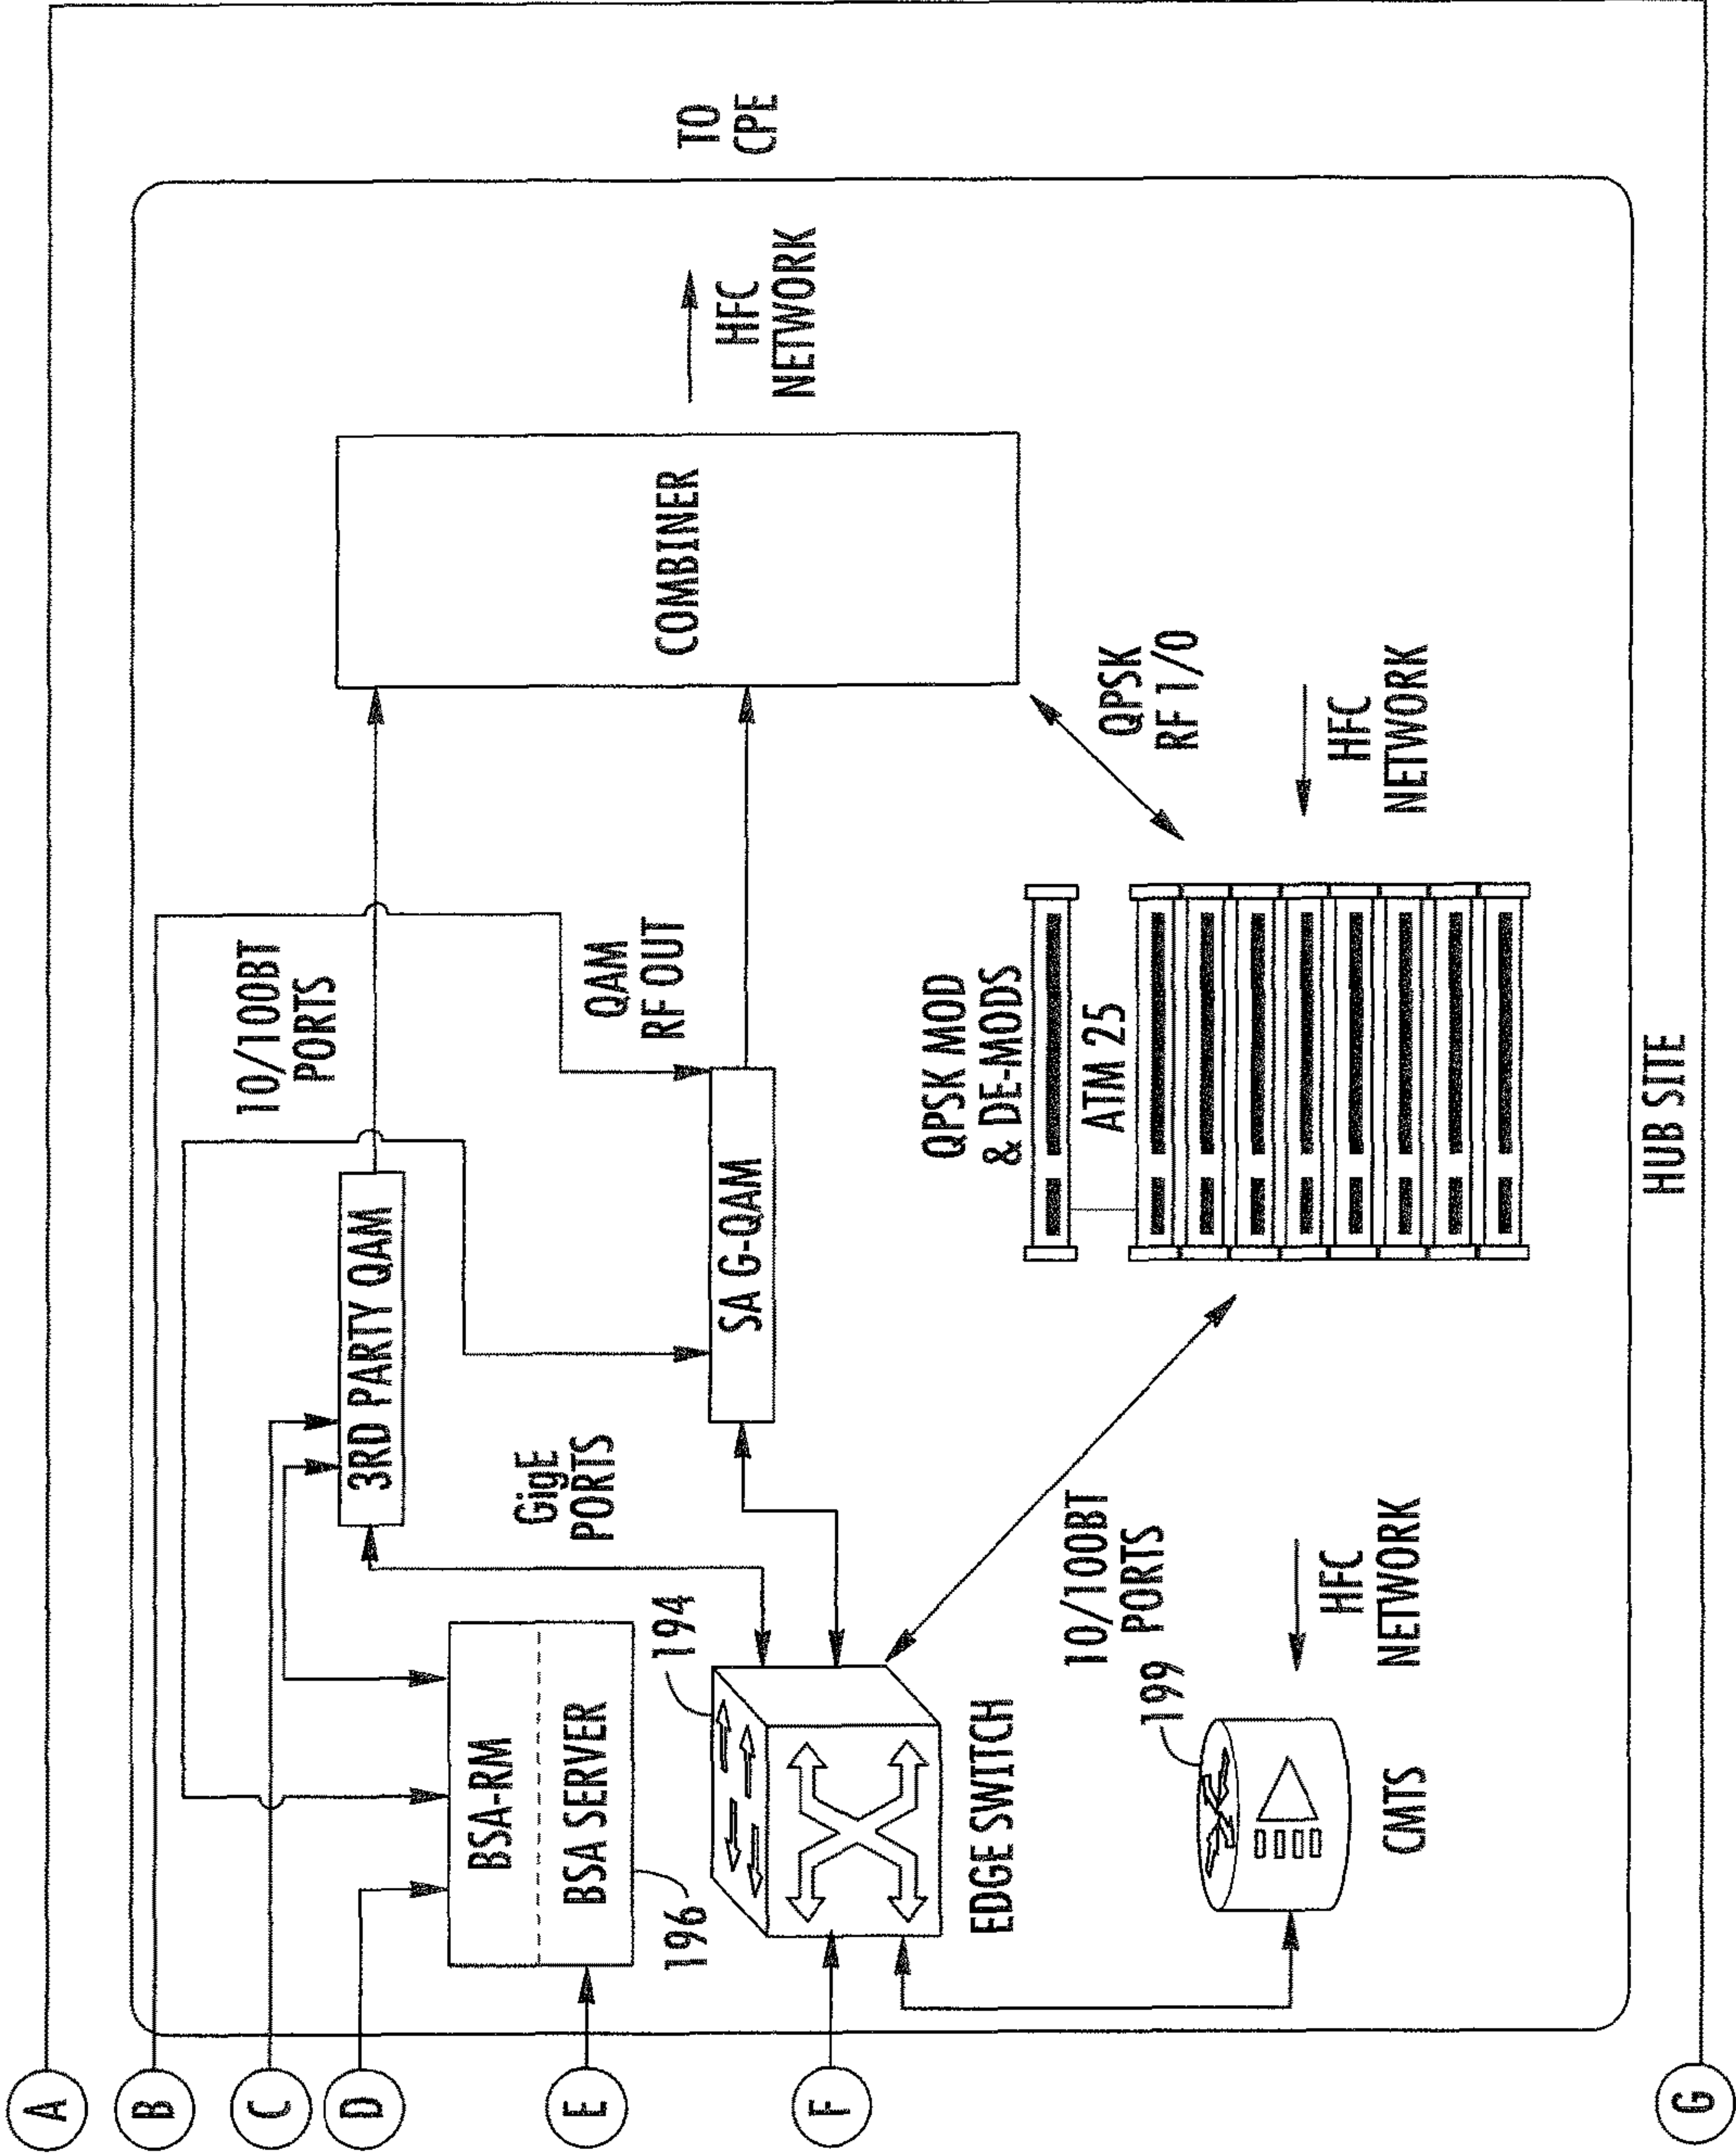 A
B
C
D
E
F
G
10/100BT
PORTS
3RD PARTY QAM
BSA-RM
BSA SERVER
196
GigE
PORTS
194
QAM
RF OUT
SA G-QAM
COMBINER
HFC
NETWORK
TO
CPE
EDGE SWITCH
QPSK MOD
& DE-MODS
ATM 25
QPSK
RF 1/0
HFC
NETWORK
10/100BT
PORTS
199
HFC
NETWORK
CMTS
HUB SITE